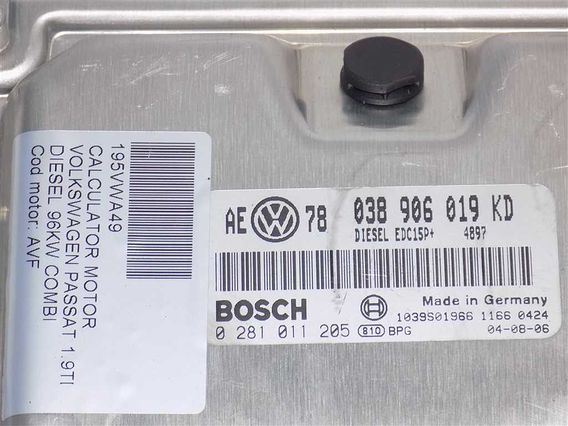 195VWA49
CALCULATOR MOTOR
VOLKSWAGEN PASSAT 1.9TI
DIESEL 96KW COMBI
Cod motor: AVF
AE VW 78 038 906 019 KD
DIESEL EDC15P+ 4897
BOSCH Made in Germany
0 281 011 205 810 BPG 1039S01966 1166 0424
04-08-06